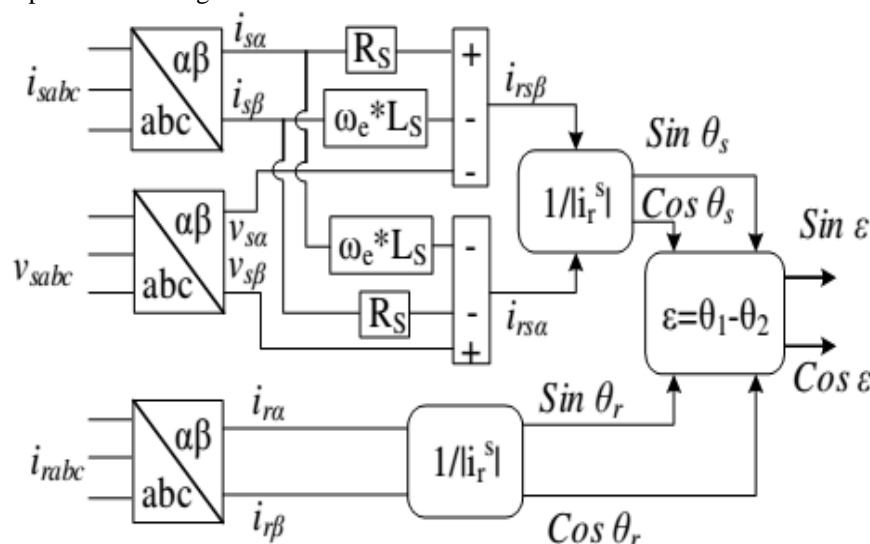 αβ
abc
i_sabc
i_sα
i_sβ
R_S
ω_e*L_S
+
-
-
i_rsβ
αβ
abc
v_sabc
v_sα
v_sβ
ω_e*L_S
R_S
-
-
+
i_rsα
1/|i_r^s|
Sin θ_s
Cos θ_s
ε=θ_1-θ_2
Sin ε
Cos ε
αβ
abc
i_rabc
i_rα
i_rβ
1/|i_r^s|
Sin θ_r
Cos θ_r